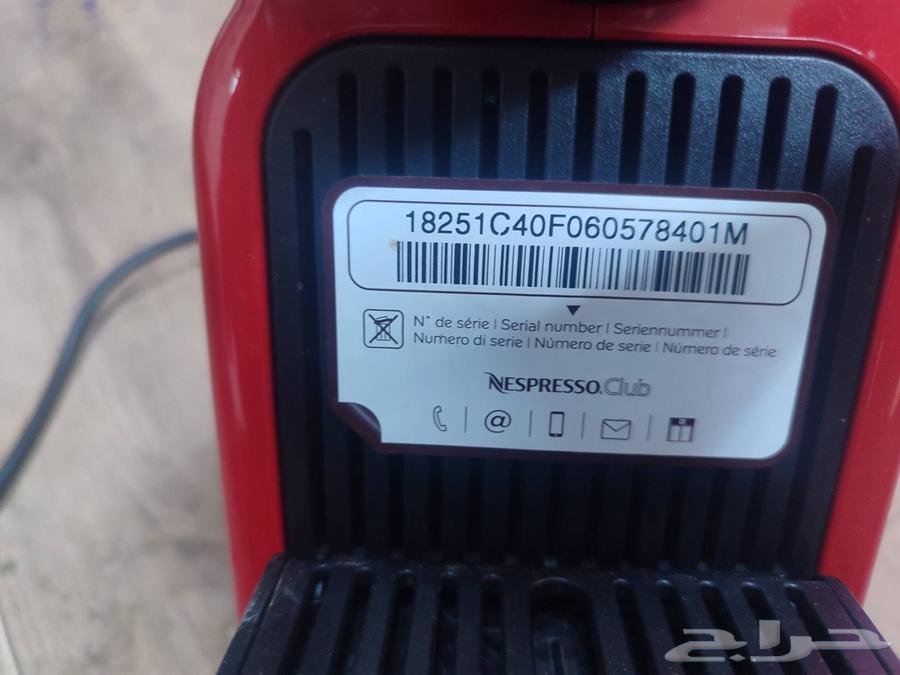 18251C40F060578401M
N° de série | Serial number | Seriennummer |
Numero di serie | Número de serie | Número de série
NESPRESSO.Club
@
حراج